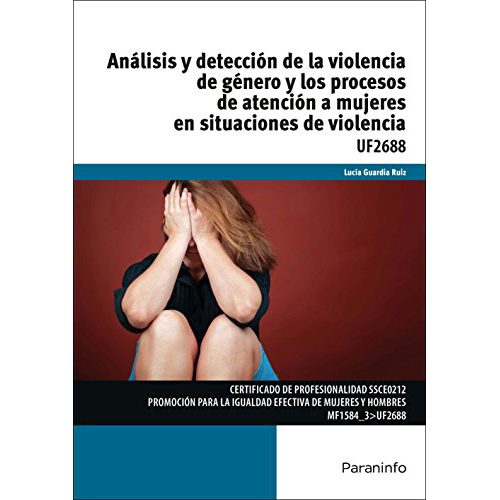 Análisis y detección de la violencia
de género y los procesos
de atención a mujeres
en situaciones de violencia
UF2688
Lucía Guardia Ruiz
CERTIFICADO DE PROFESIONALIDAD SSCE0212
PROMOCIÓN PARA LA IGUALDAD EFECTIVA DE MUJERES Y HOMBRES
MF1584_3>UF2688
Paraninfo